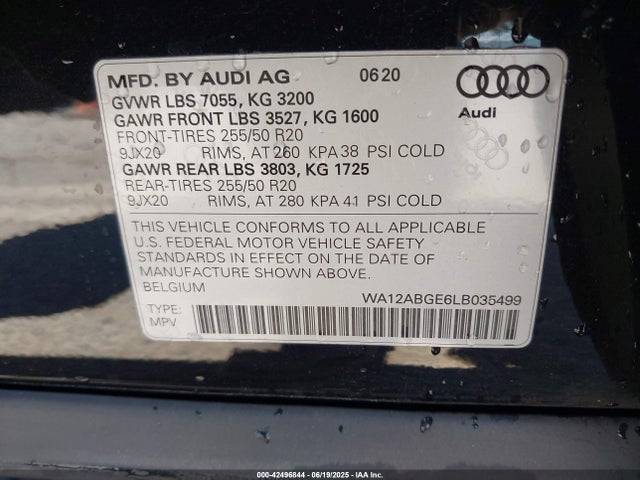 MFD. BY AUDI AG 0620
GVWR LBS 7055, KG 3200
GAWR FRONT LBS 3527, KG 1600
Audi
FRONT-TIRES 255/50 R20
9JX20 RIMS, AT 260 KPA 38 PSI COLD
GAWR REAR LBS 3803, KG 1725
REAR-TIRES 255/50 R20
9JX20 RIMS, AT 280 KPA 41 PSI COLD
THIS VEHICLE CONFORMS TO ALL APPLICABLE
U.S. FEDERAL MOTOR VEHICLE SAFETY
STANDARDS IN EFFECT ON THE DATE OF
MANUFACTURE SHOWN ABOVE.
BELGIUM WA12ABGE6LB035499
TYPE:
MPV
000-42496844 - 06/19/2025 - IAA Inc.